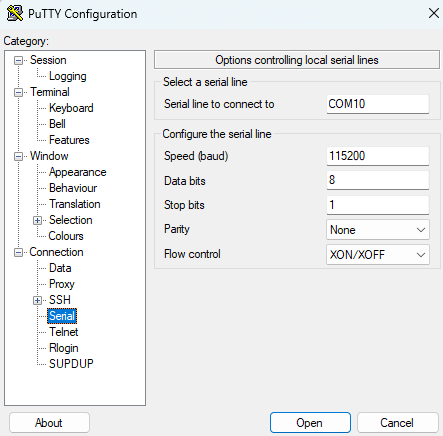 PuTTY Configuration
Category:
Session
Logging
Terminal
Keyboard
Bell
Features
Window
Appearance
Behaviour
Translation
Selection
Colours
Connection
Data
Proxy
SSH
Serial
Telnet
Rlogin
SUPDUP
Options controlling local serial lines
Select a serial line
Serial line to connect to COM10
Configure the serial line
Speed (baud) 115200
Data bits 8
Stop bits 1
Parity None
Flow control XON/XOFF
About Open Cancel